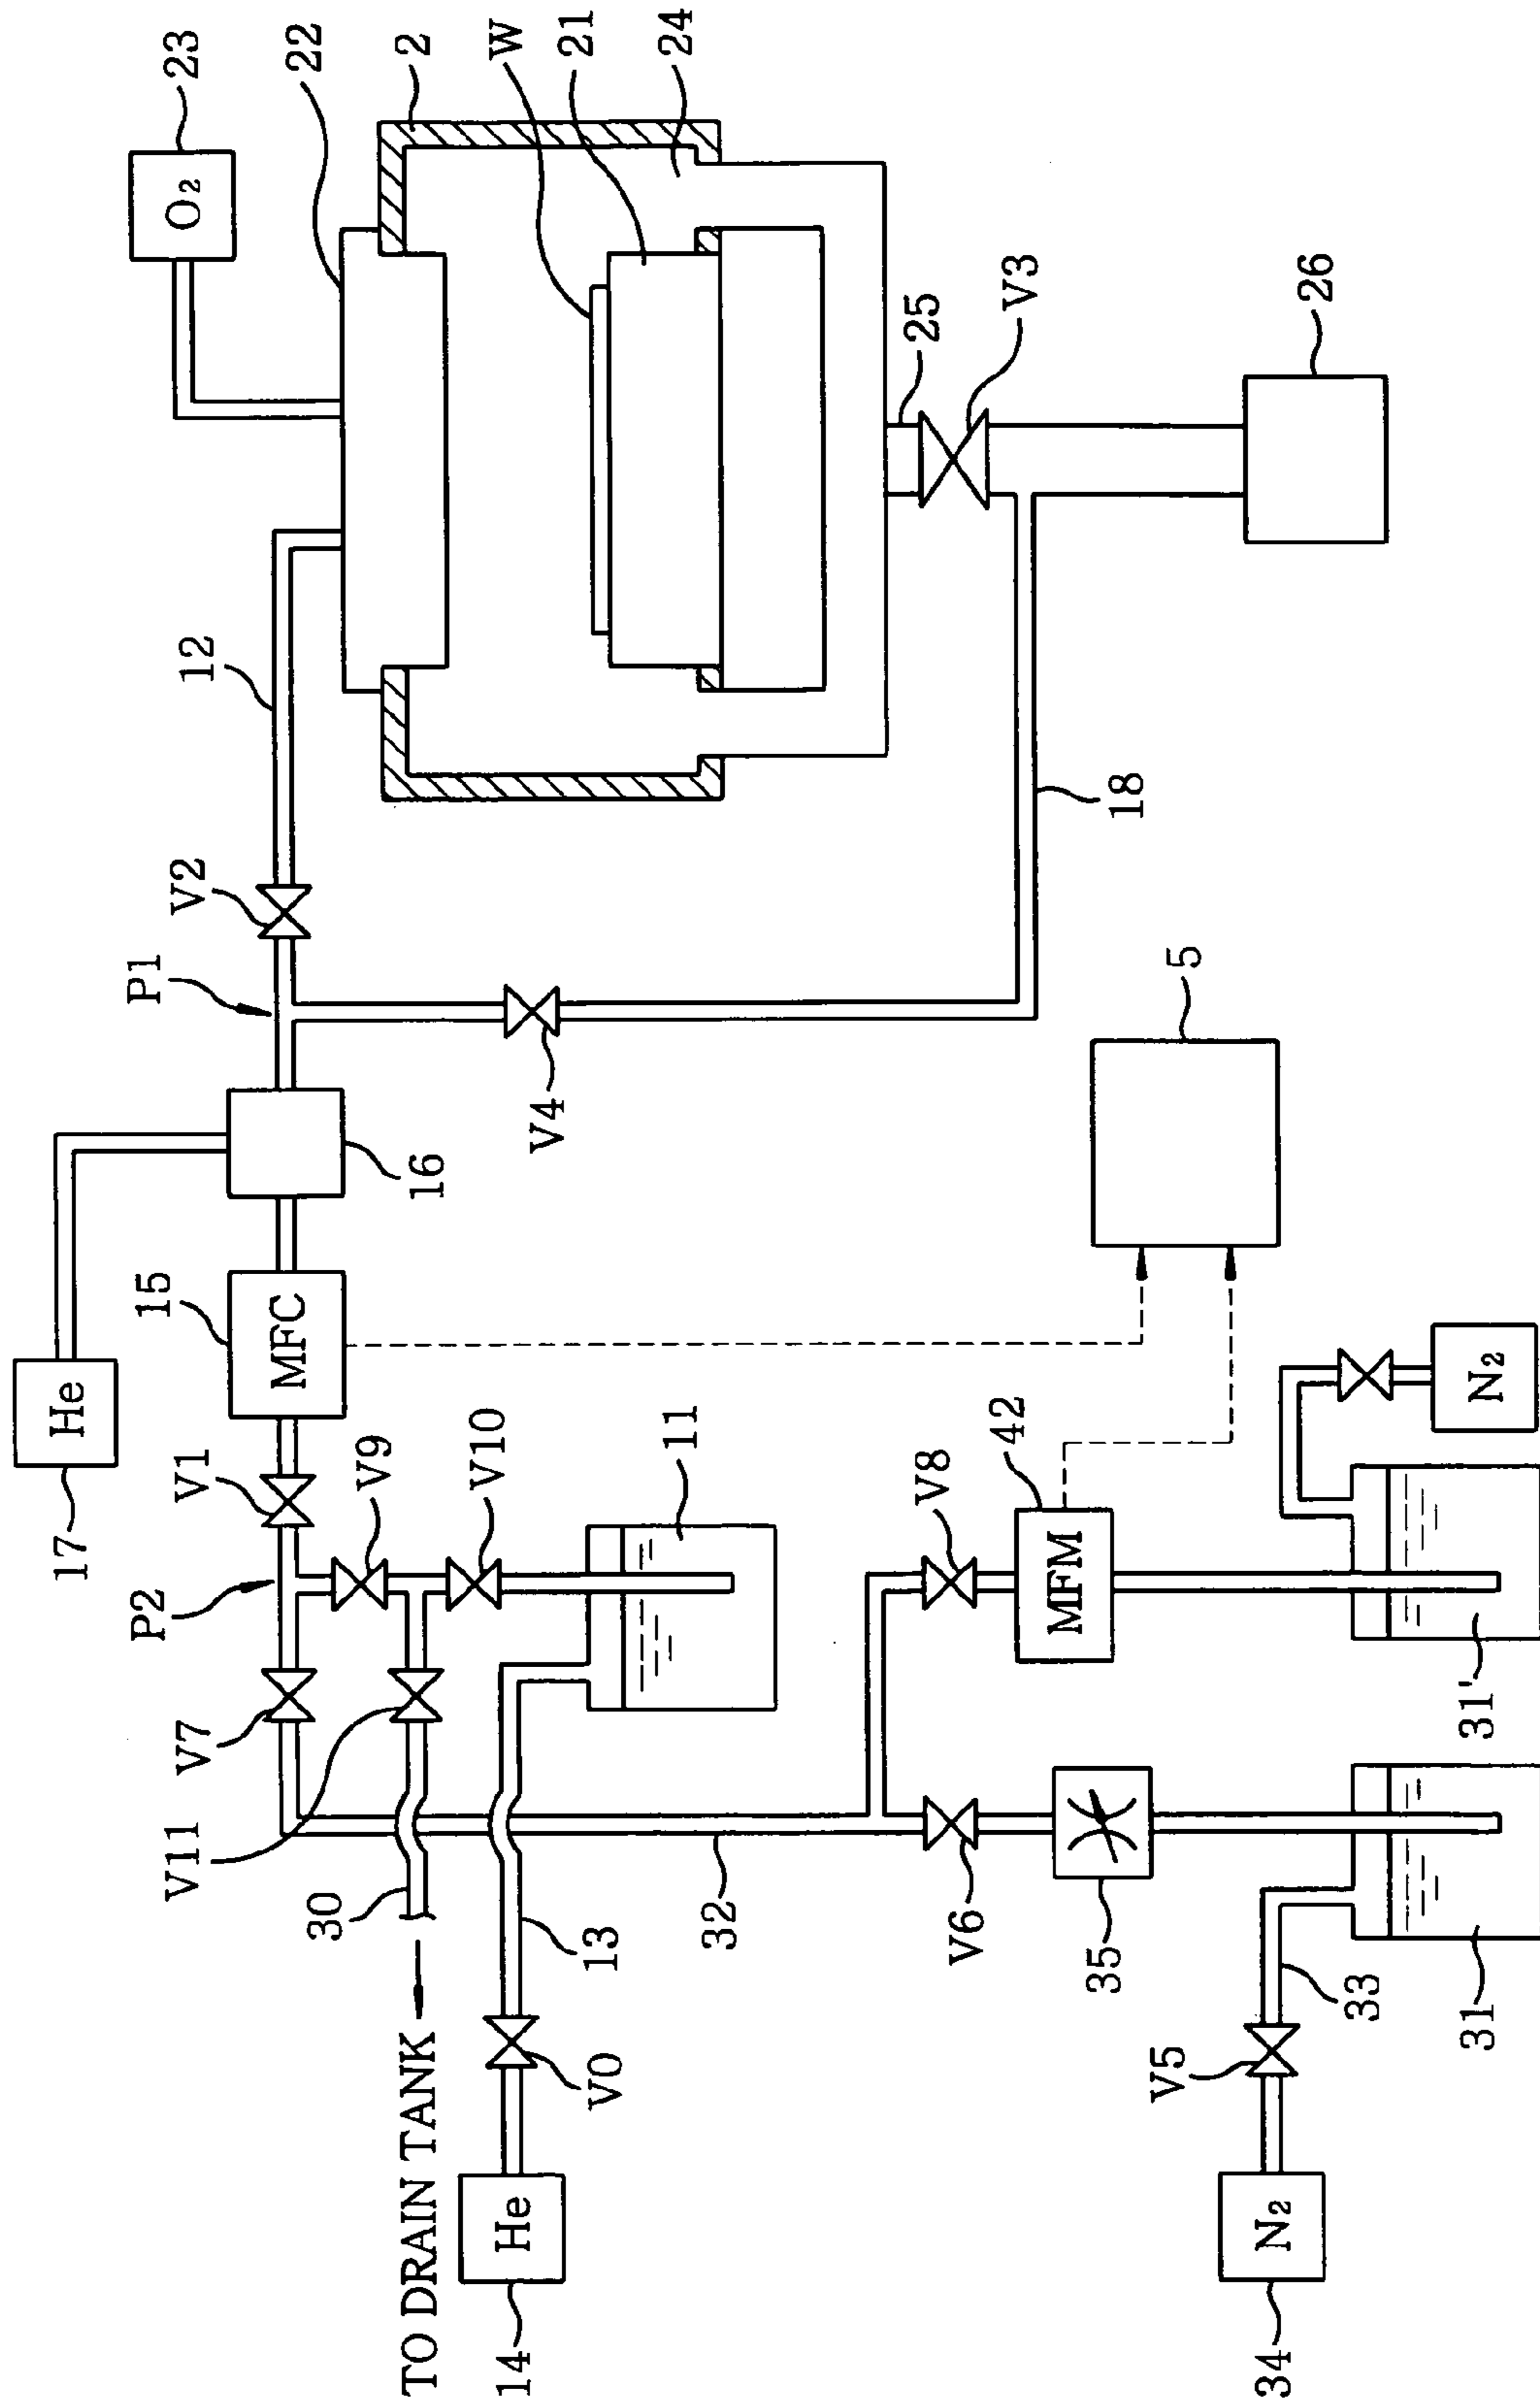 17
He
15
MFC
16
P1
V2
12
22
23
O2
2
W
21
24
V1
P2
V7
V9
V10
11
V11
30
TO DRAIN TANK
14
He
V0
13
32
V4
18
25
V3
26
5
V8
42
MFM
V6
35
34
N2
V5
33
31
31'
N2